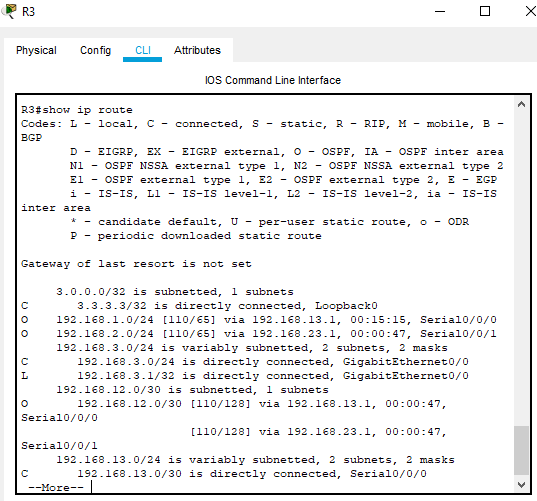 R3
Physical Config CLI Attributes
IOS Command Line Interface
R3#show ip route
Codes: L - local, C - connected, S - static, R - RIP, M - mobile, B -
BGP
       D - EIGRP, EX - EIGRP external, O - OSPF, IA - OSPF inter area
       N1 - OSPF NSSA external type 1, N2 - OSPF NSSA external type 2
       E1 - OSPF external type 1, E2 - OSPF external type 2, E - EGP
       i - IS-IS, L1 - IS-IS level-1, L2 - IS-IS level-2, ia - IS-IS
inter area
       * - candidate default, U - per-user static route, o - ODR
       P - periodic downloaded static route
Gateway of last resort is not set
     3.0.0.0/32 is subnetted, 1 subnets
C       3.3.3.3/32 is directly connected, Loopback0
O    192.168.1.0/24 [110/65] via 192.168.13.1, 00:15:15, Serial0/0/0
O    192.168.2.0/24 [110/65] via 192.168.23.1, 00:00:47, Serial0/0/1
     192.168.3.0/24 is variably subnetted, 2 subnets, 2 masks
C       192.168.3.0/24 is directly connected, GigabitEthernet0/0
L       192.168.3.1/32 is directly connected, GigabitEthernet0/0
     192.168.12.0/30 is subnetted, 1 subnets
O       192.168.12.0/30 [110/128] via 192.168.13.1, 00:00:47,
Serial0/0/0
                        [110/128] via 192.168.23.1, 00:00:47,
Serial0/0/1
     192.168.13.0/24 is variably subnetted, 2 subnets, 2 masks
C       192.168.13.0/30 is directly connected, Serial0/0/0
 --More--